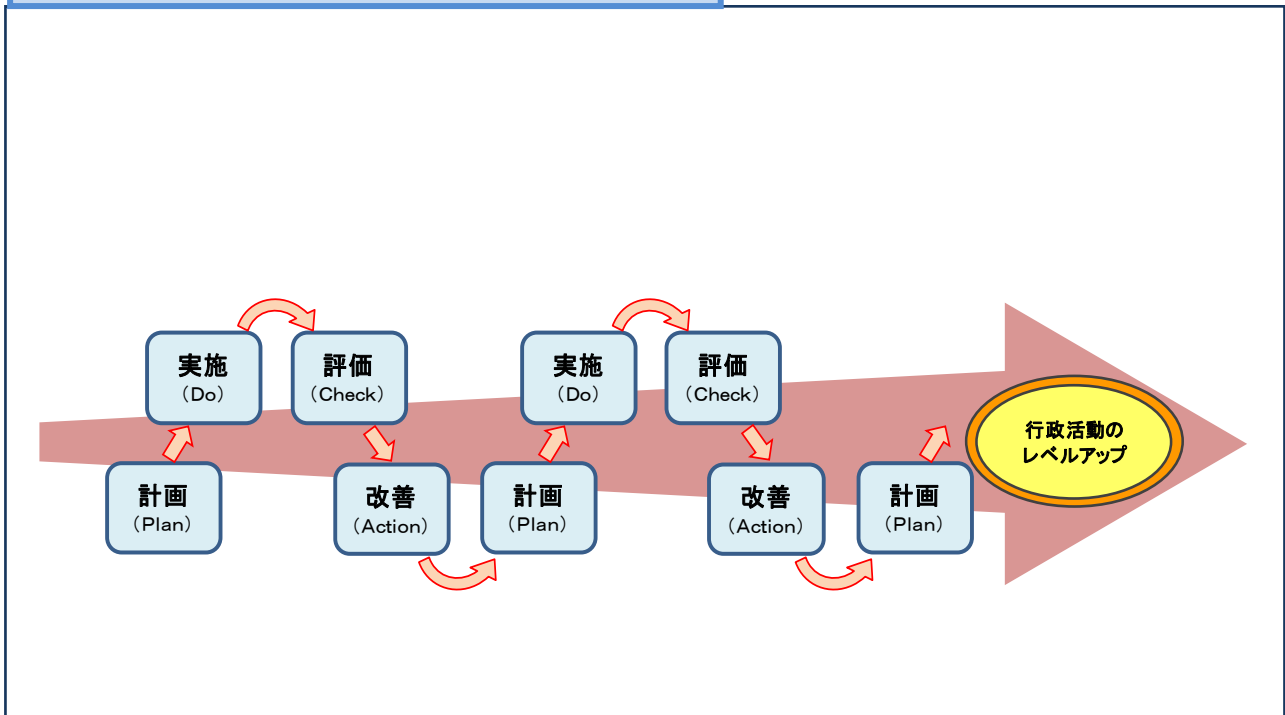 計画
（Plan）
実施
（Do）
評価
（Check）
改善
（Action）
計画
（Plan）
実施
（Do）
評価
（Check）
改善
（Action）
計画
（Plan）
行政活動の
レベルアップ